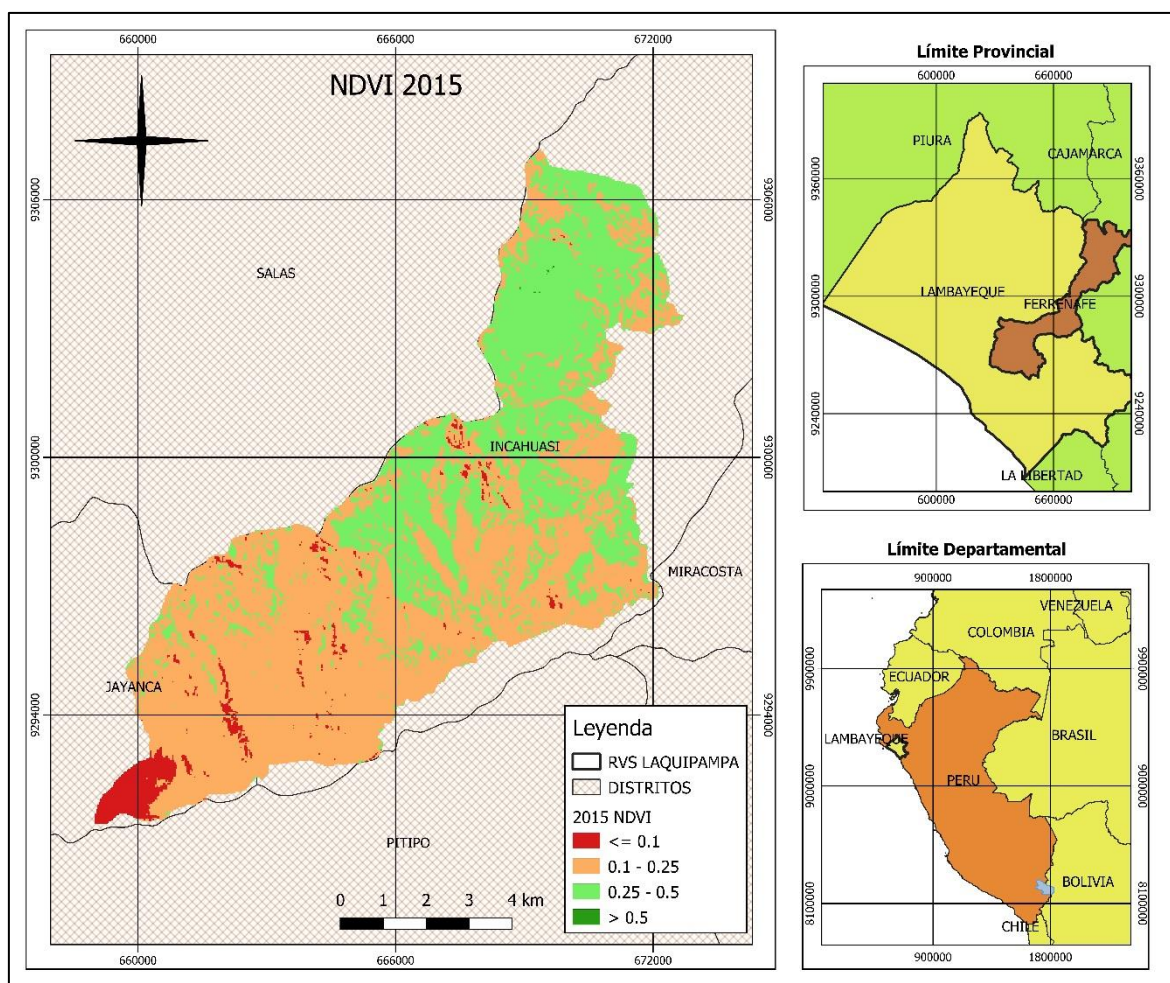 660000
666000
672000
NDVI 2015
9306000
9306000
SALAS
INCAHUASI
9300000
9300000
MIRACOSTA
JAYANCA
9294000
9294000
PITIPO
Leyenda
RVS LAQUIPAMPA
DISTRITOS
2015 NDVI
<= 0.1
0.1 - 0.25
0.25 - 0.5
> 0.5
0 1 2 3 4 km
660000
666000
672000
Límite Provincial
600000
660000
PIURA
CAJAMARCA
9360000
9360000
LAMBAYEQUE
FERREÑAFE
9300000
9300000
9240000
9240000
LA LIBERTAD
600000
660000
Límite Departamental
900000
1800000
VENEZUELA
COLOMBIA
ECUADOR
9900000
9900000
LAMBAYEQUE
BRASIL
PERU
9000000
9000000
BOLIVIA
8100000
8100000
CHILE
900000
1800000